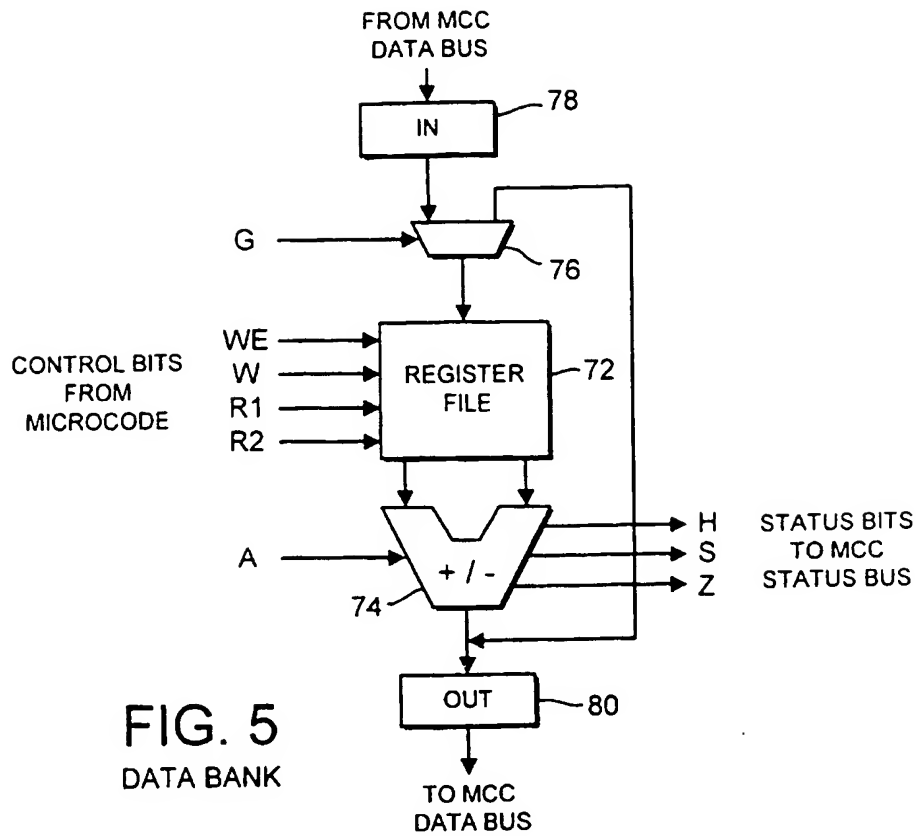 FROM MCC
DATA BUS
78
IN
G
76
WE
W
R1
R2
CONTROL BITS
FROM
MICROCODE
REGISTER
FILE
72
A
+ / -
74
H
S
Z
STATUS BITS
TO MCC
STATUS BUS
OUT
80
FIG. 5
DATA BANK
TO MCC
DATA BUS